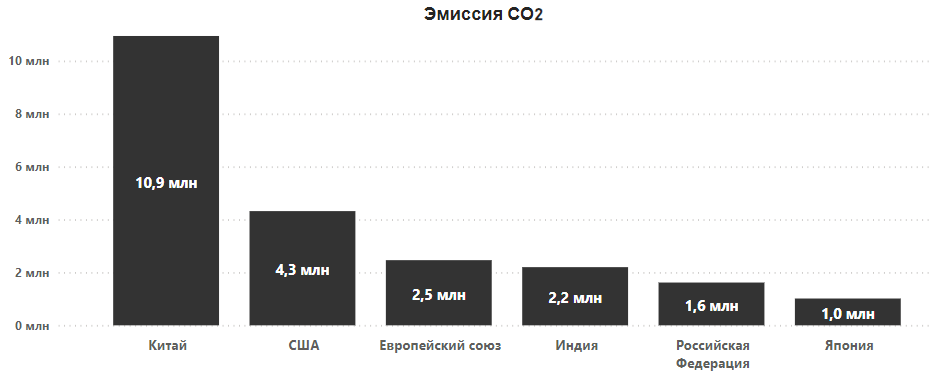 Эмиссия CO2
10 млн
8 млн
6 млн
4 млн
2 млн
0 млн
10,9 млн
4,3 млн
2,5 млн
2,2 млн
1,6 млн
1,0 млн
Китай
США
Европейский союз
Индия
Российская
Федерация
Япония